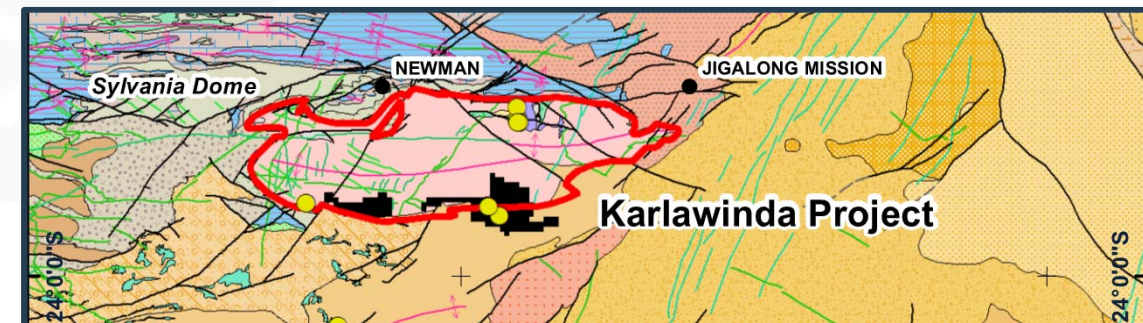 NEWMAN
JIGALONG MISSION
Sylvania Dome
Karlawinda Project
24°0'0"S
24°0'0"S